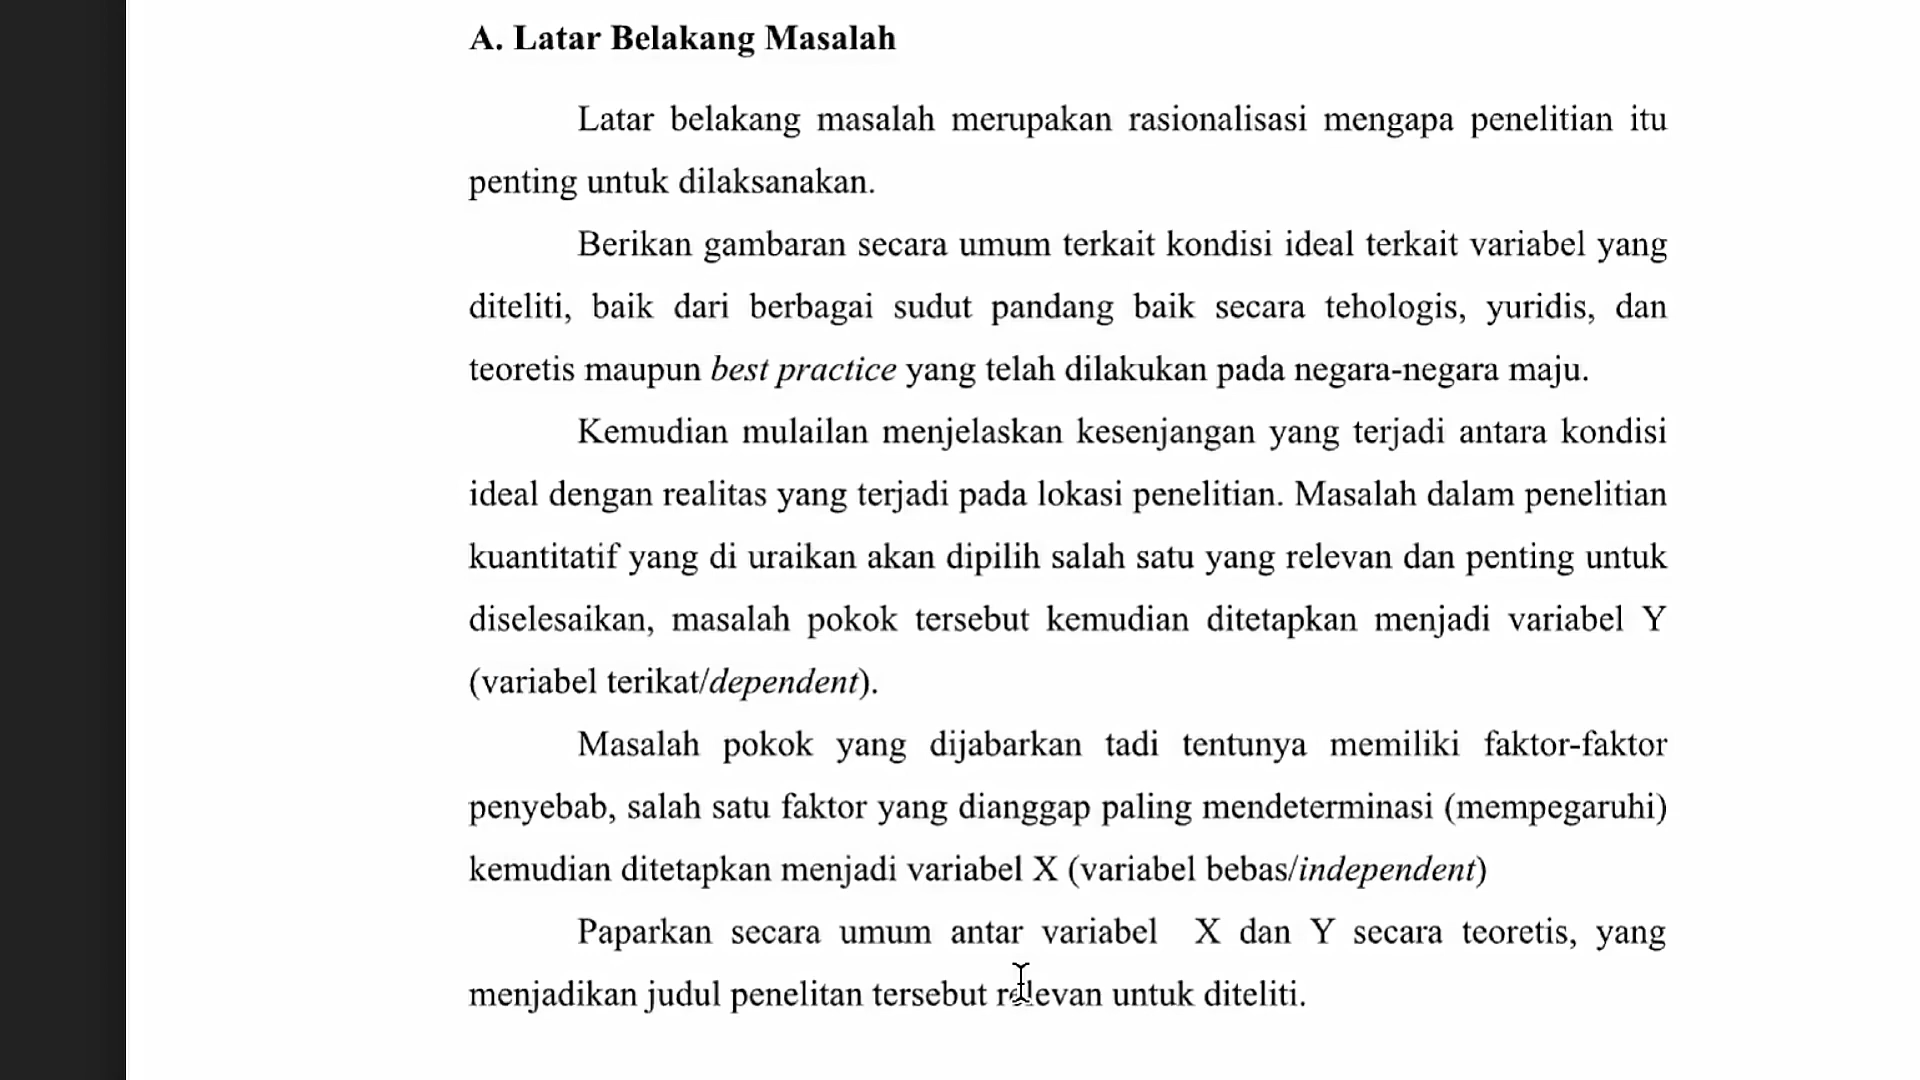 A. Latar Belakang Masalah
Latar belakang masalah merupakan rasionalisasi mengapa penelitian itu
penting untuk dilaksanakan.
Berikan gambaran secara umum terkait kondisi ideal terkait variabel yang
diteliti, baik dari berbagai sudut pandang baik secara tehologis, yuridis, dan
teoretis maupun best practice yang telah dilakukan pada negara-negara maju.
Kemudian mulailan menjelaskan kesenjangan yang terjadi antara kondisi
ideal dengan realitas yang terjadi pada lokasi penelitian. Masalah dalam penelitian
kuantitatif yang di uraikan akan dipilih salah satu yang relevan dan penting untuk
diselesaikan, masalah pokok tersebut kemudian ditetapkan menjadi variabel Y
(variabel terikat/dependent).
Masalah pokok yang dijabarkan tadi tentunya memiliki faktor-faktor
penyebab, salah satu faktor yang dianggap paling mendeterminasi (mempegaruhi)
kemudian ditetapkan menjadi variabel X (variabel bebas/independent)
Paparkan secara umum antar variabel  X dan Y secara teoretis, yang
menjadikan judul penelitan tersebut relevan untuk diteliti.